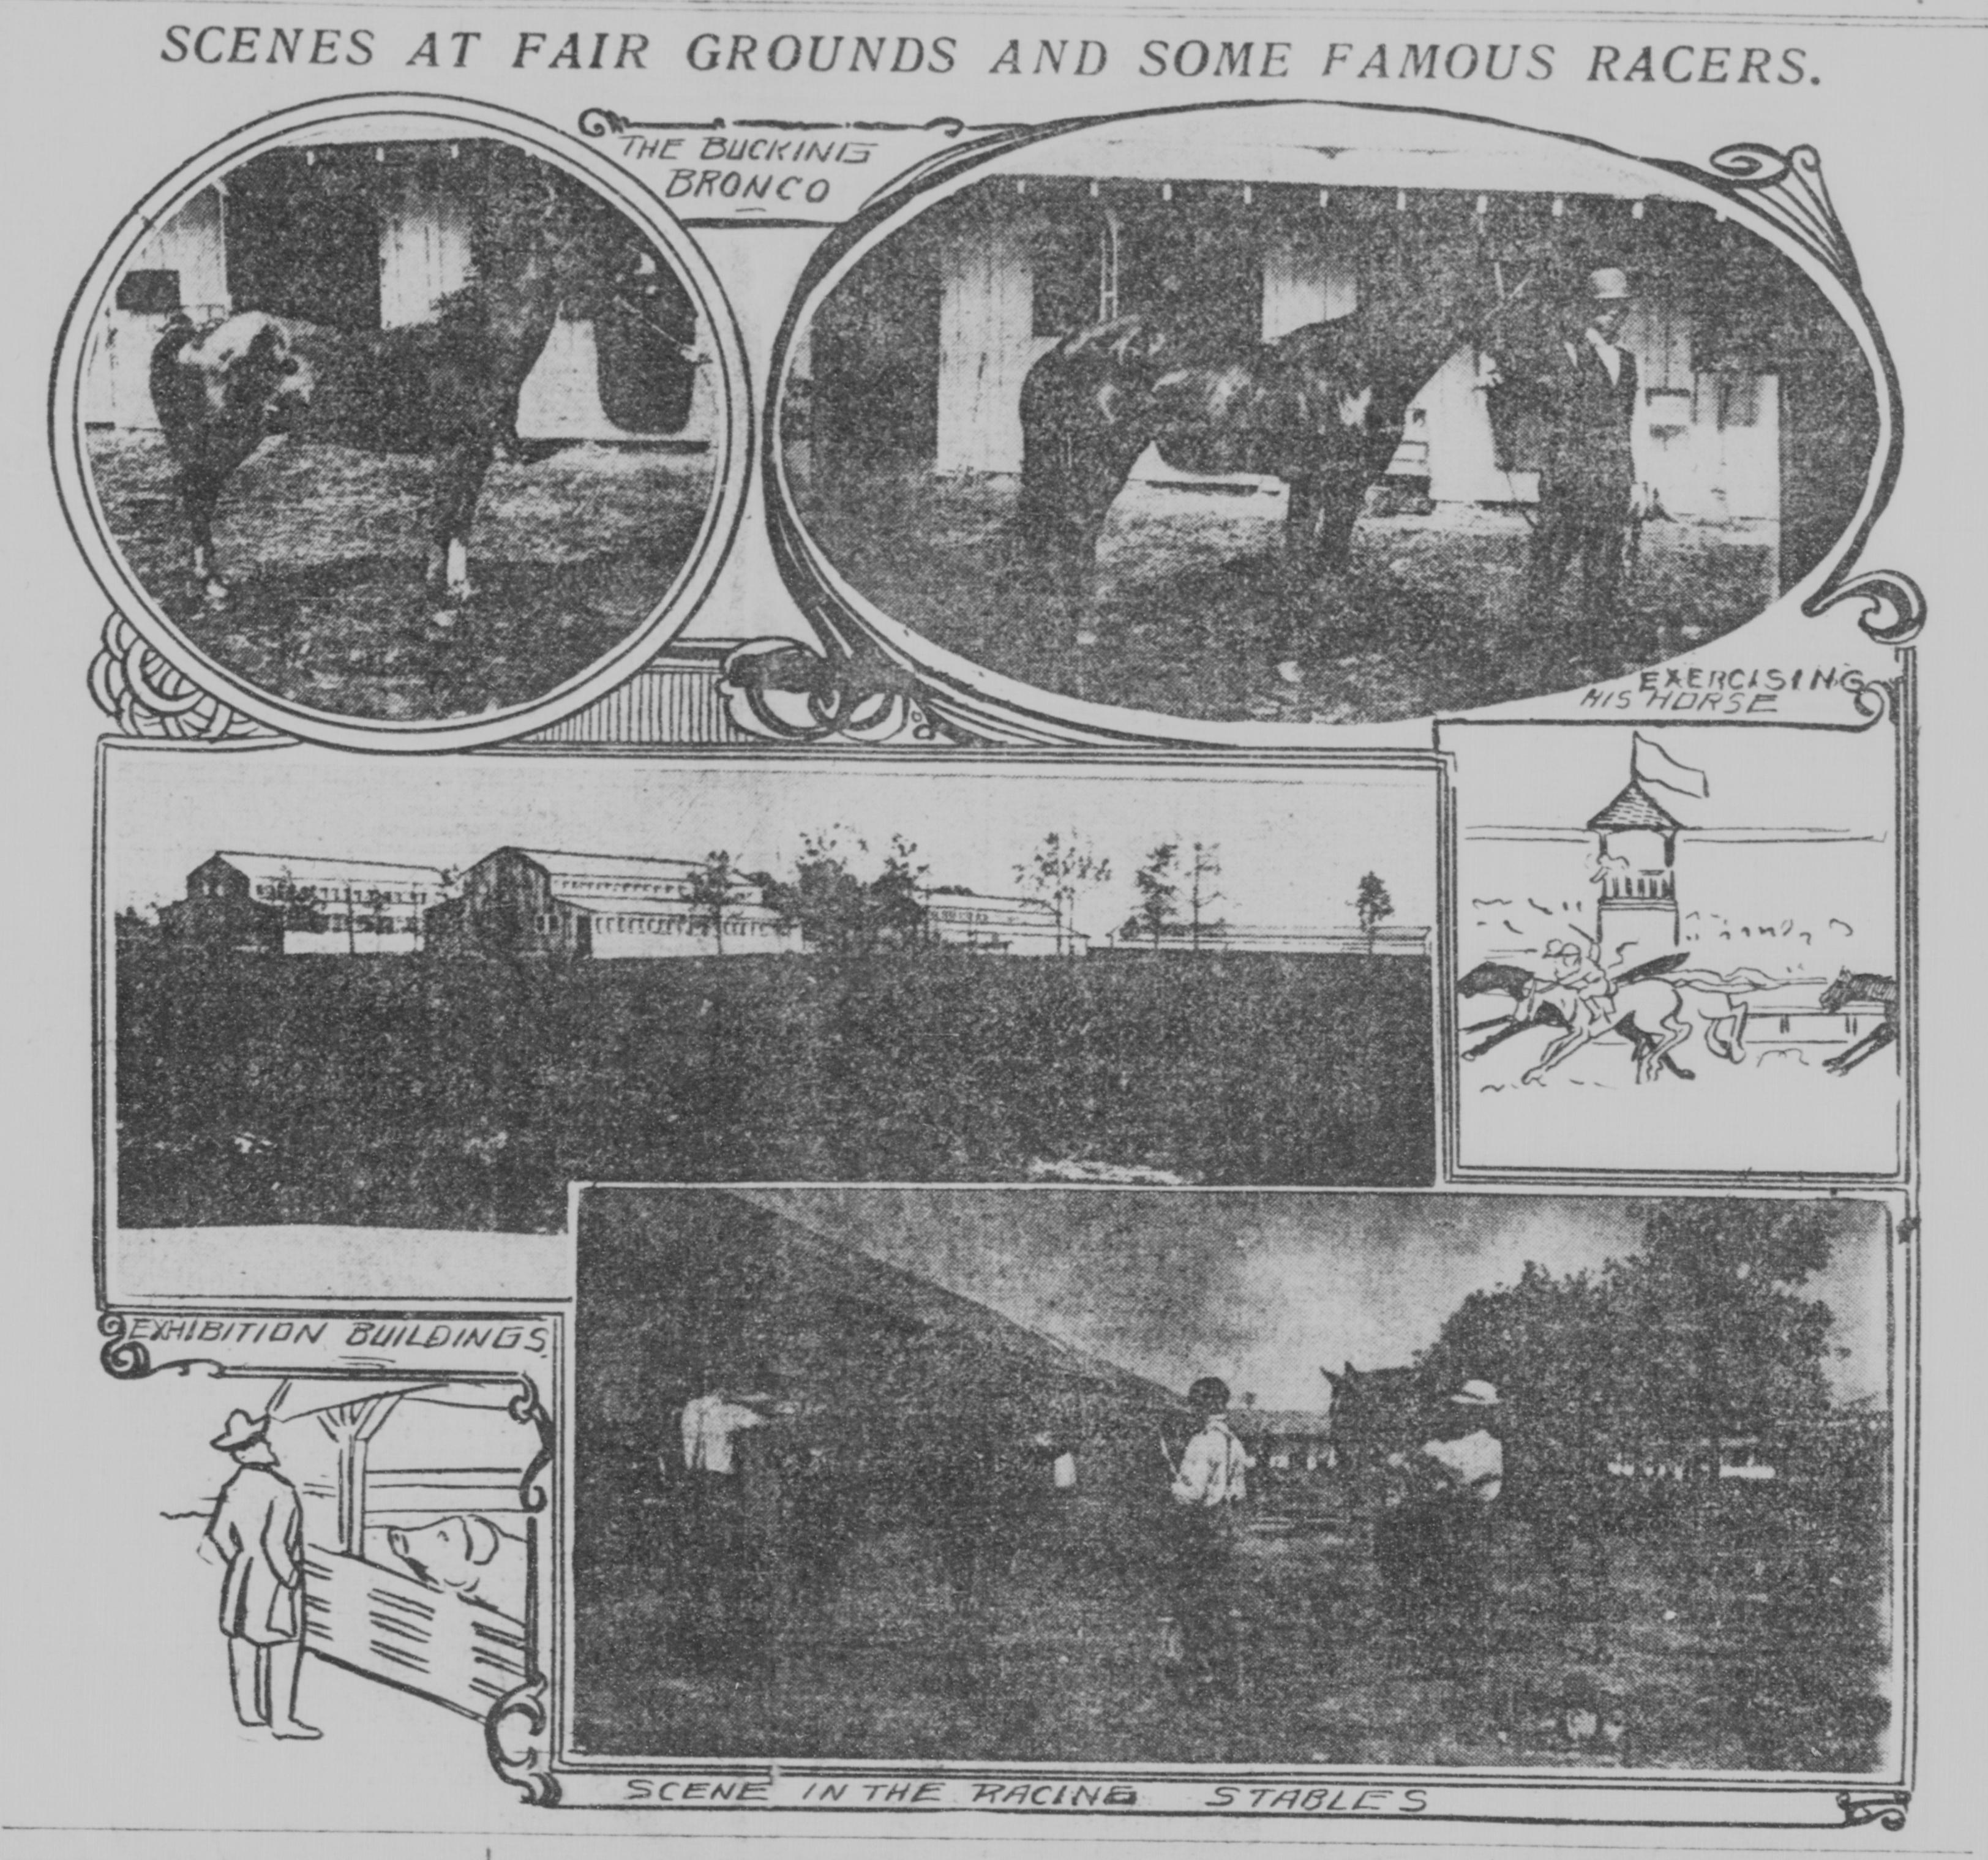 SCENES AT FAIR GROUNDS AND SOME FAMOUS RACERS.
THE BUCKING
BRONCO
EXERCISING
HIS HORSE
EXHIBITION BUILDINGS
SCENE IN THE RACING STABLES